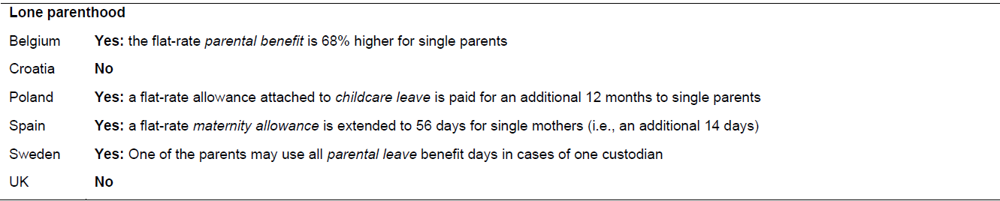 Lone parenthood
Belgium Yes: the flat-rate parental benefit is 68% higher for single parents
Croatia No
Poland Yes: a flat-rate allowance attached to childcare leave is paid for an additional 12 months to single parents
Spain Yes: a flat-rate maternity allowance is extended to 56 days for single mothers (i.e., an additional 14 days)
Sweden Yes: One of the parents may use all parental leave benefit days in cases of one custodian
UK No